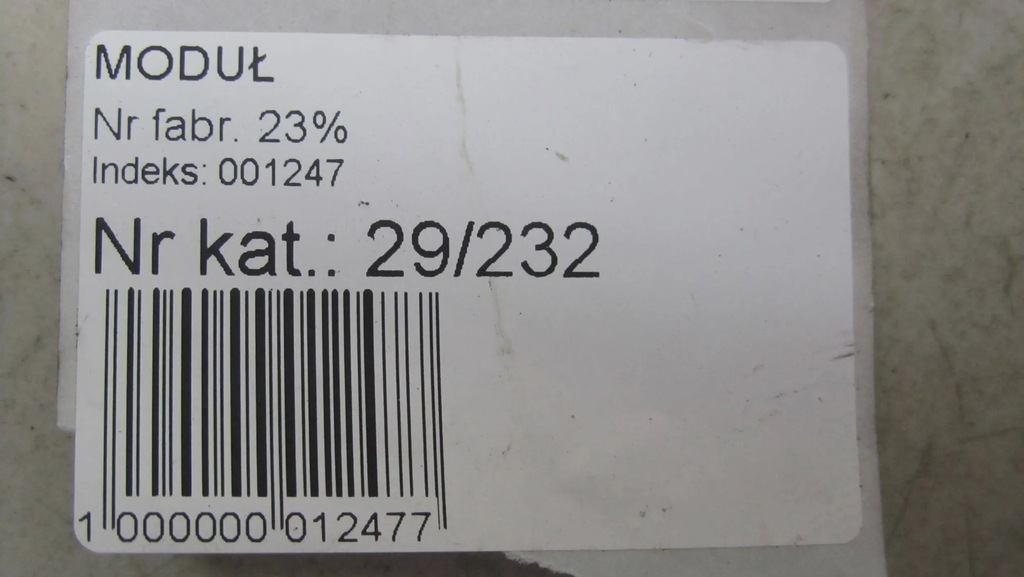 MODUŁ
Nr fabr. 23%
Indeks: 001247
Nr kat.: 29/232
1 000000 012477